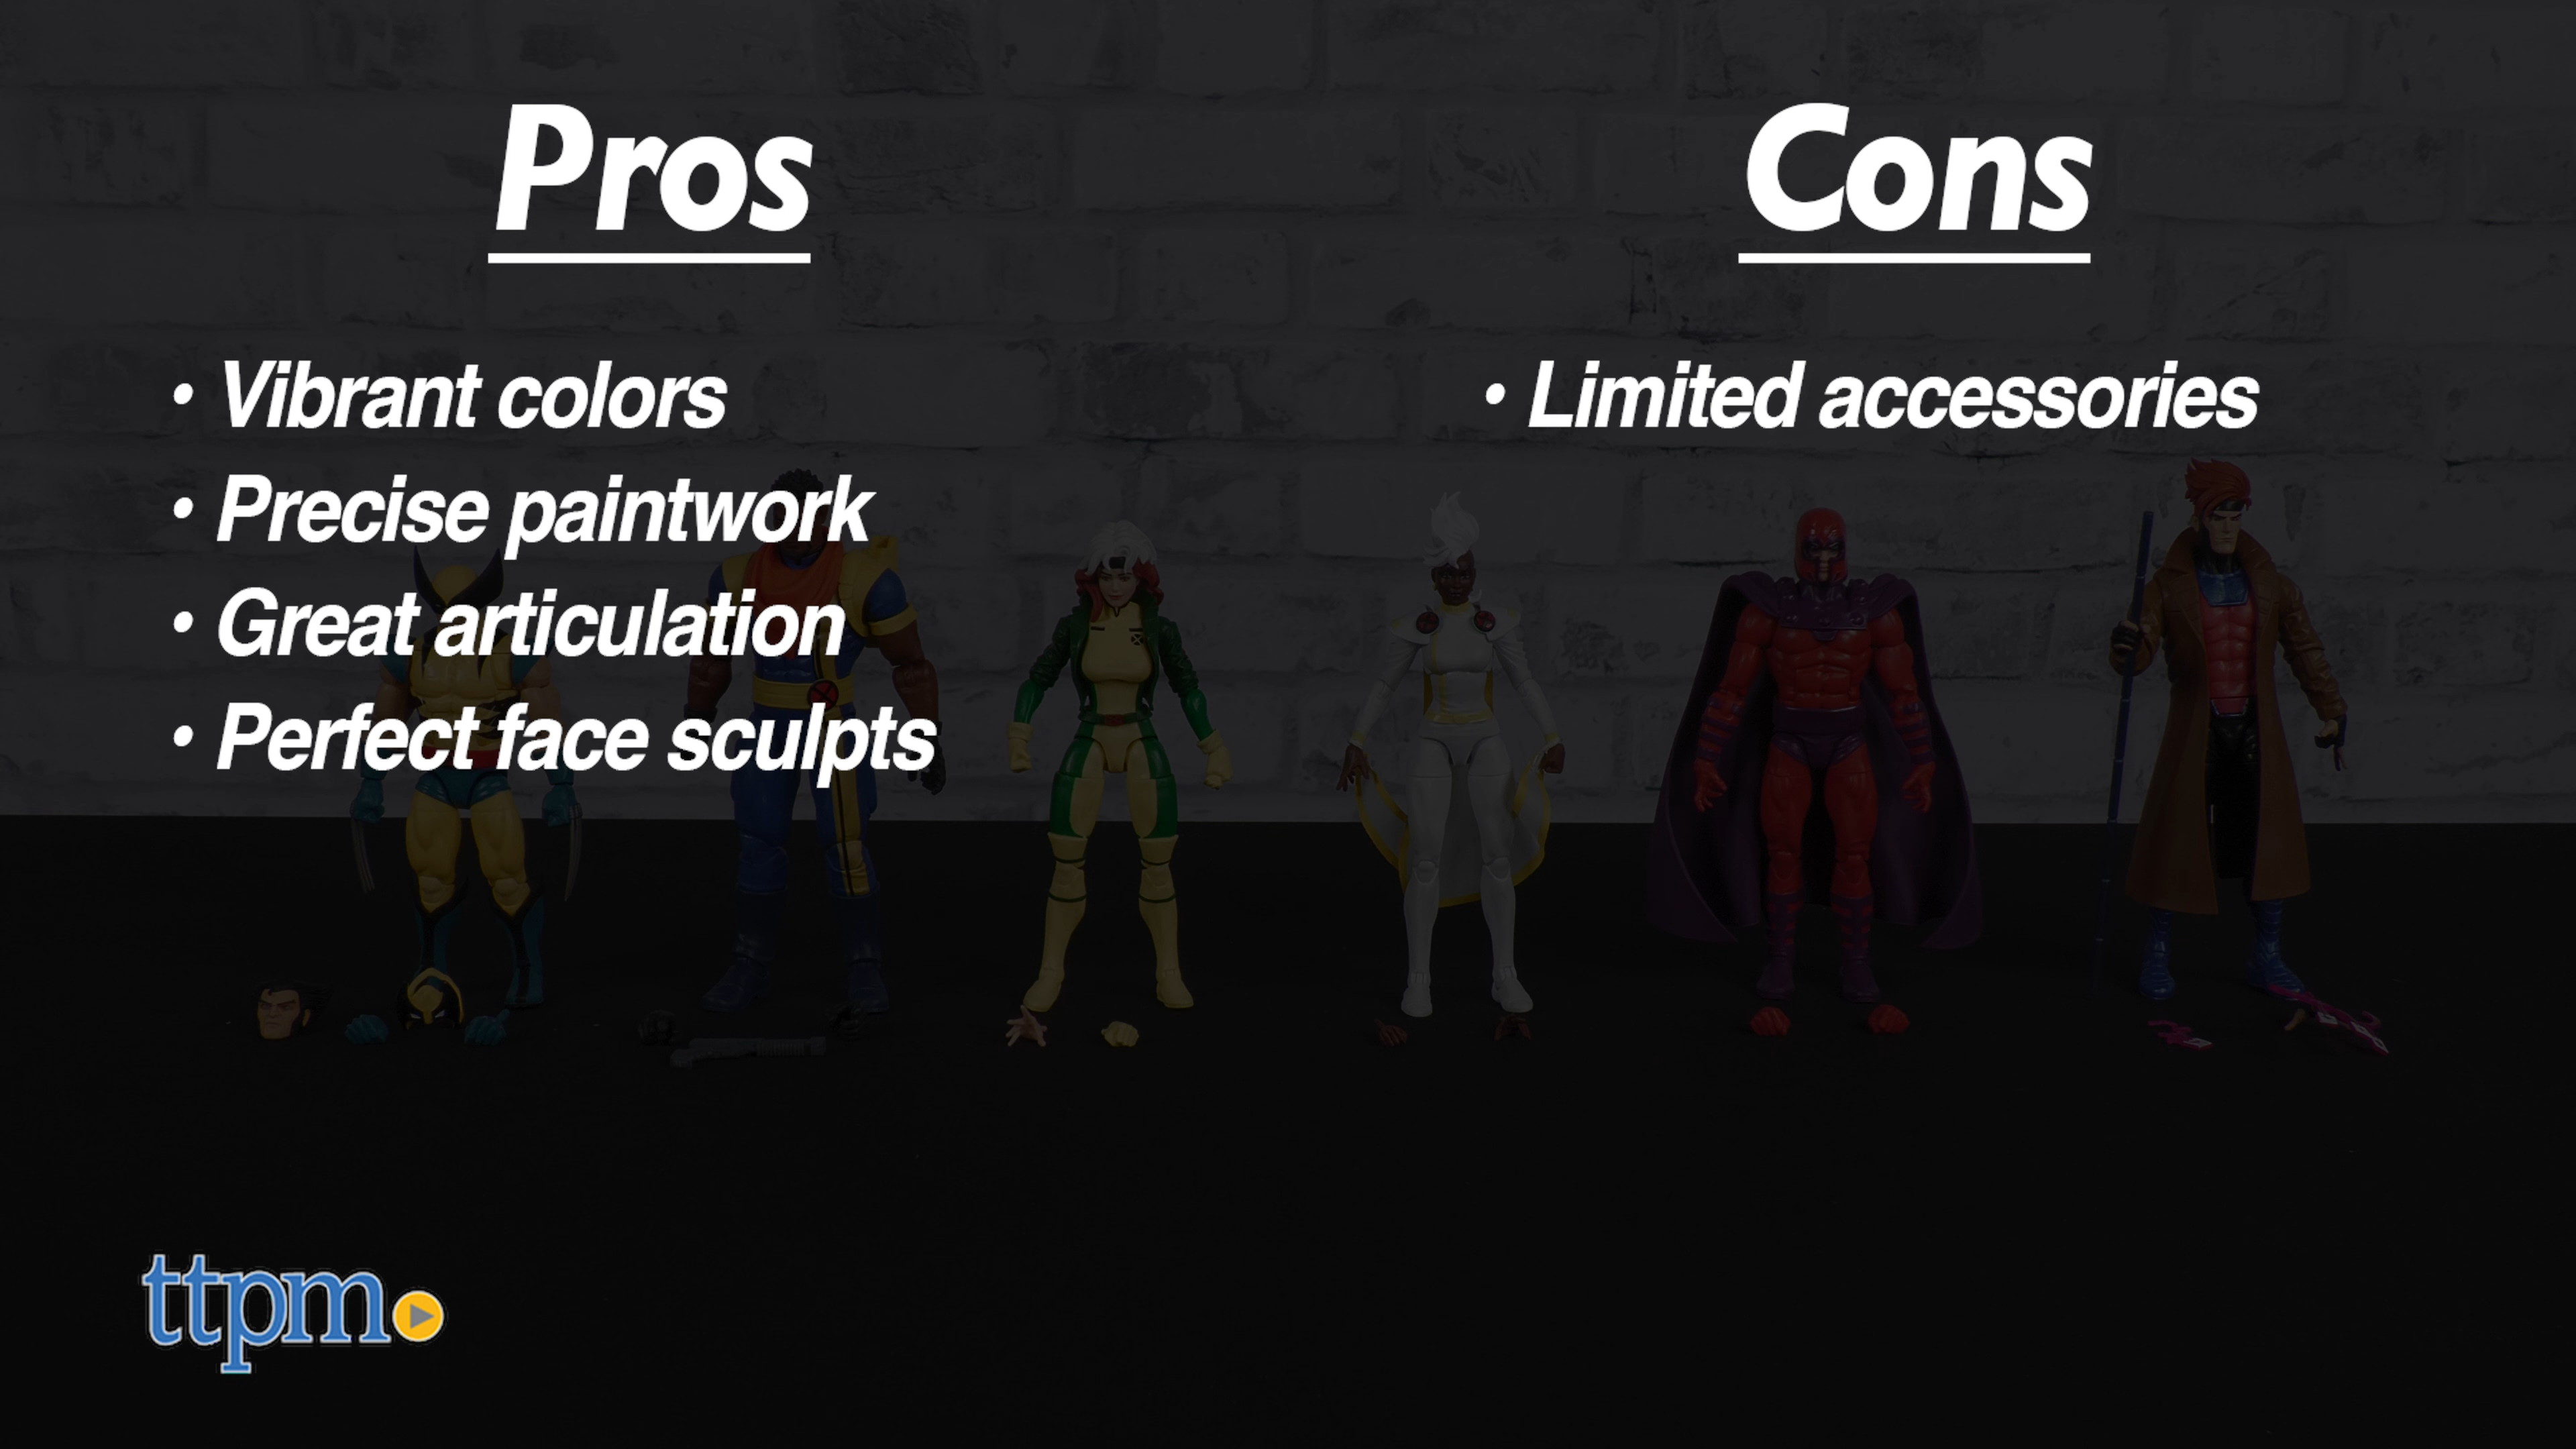 Pros
• Vibrant colors
• Precise paintwork
• Great articulation
• Perfect face sculpts
Cons
• Limited accessories
ttpm